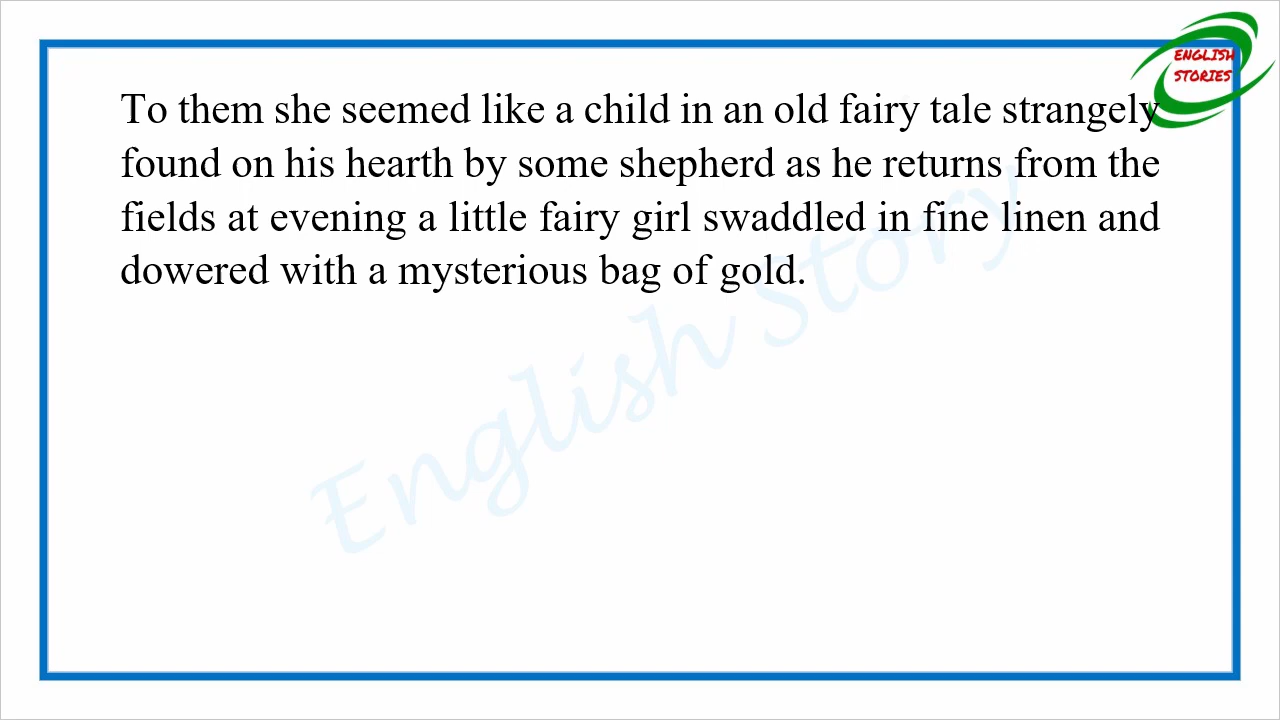 ENGLISH
STORIES
To them she seemed like a child in an old fairy tale strangely
found on his hearth by some shepherd as he returns from the
fields at evening a little fairy girl swaddled in fine linen and
dowered with a mysterious bag of gold.
English Story